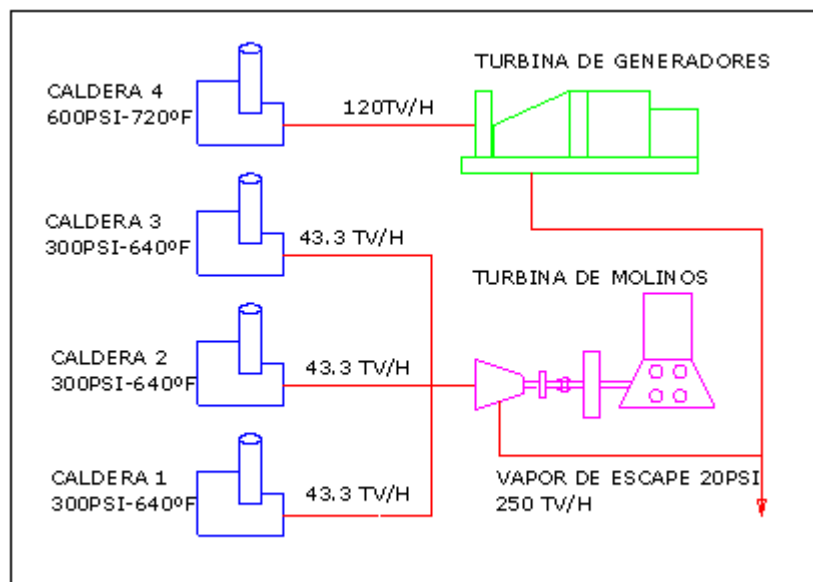 CALDERA 4
600PSI-720ºF
120TV/H
TURBINA DE GENERADORES
CALDERA 3
300PSI-640ºF
43.3 TV/H
TURBINA DE MOLINOS
CALDERA 2
300PSI-640ºF
43.3 TV/H
CALDERA 1
300PSI-640ºF
43.3 TV/H
VAPOR DE ESCAPE 20PSI
250 TV/H